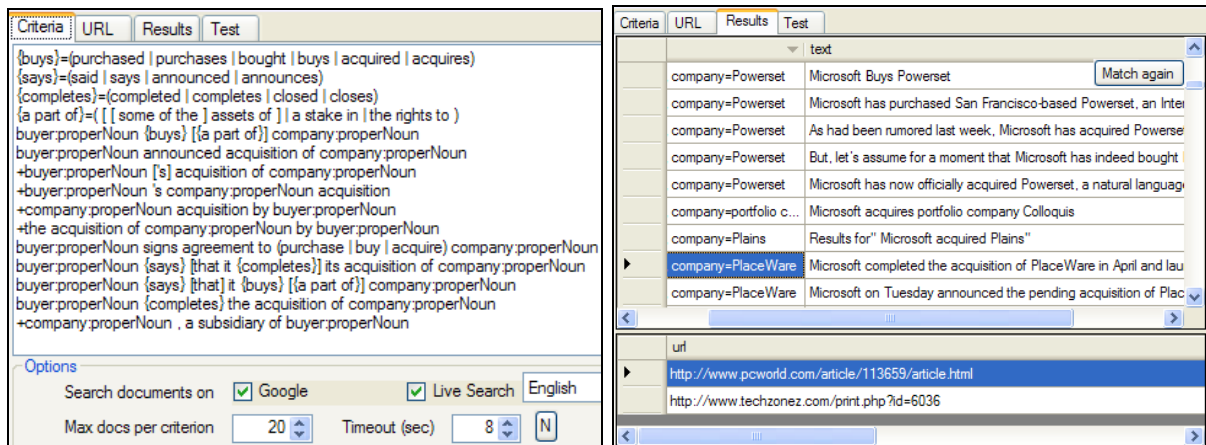 Criteria URL Results Test
{buys}=(purchased | purchases | bought | buys | acquired | acquires)
{says}=(said | says | announced | announces)
{completes}=(completed | completes | closed | closes)
{a part of}=( [ [ some of the ] assets of ] | a stake in | the rights to )
buyer:properNoun {buys} [{a part of}] company:properNoun
buyer:properNoun announced acquisition of company:properNoun
+buyer:properNoun ['s] acquisition of company:properNoun
+buyer:properNoun 's company:properNoun acquisition
+company:properNoun acquisition by buyer:properNoun
+the acquisition of company:properNoun by buyer:properNoun
buyer:properNoun signs agreement to (purchase | buy | acquire) company:properNoun
buyer:properNoun {says} [that it {completes}] its acquisition of company:properNoun
buyer:properNoun {says} [that] it {buys} [{a part of}] company:properNoun
buyer:properNoun {completes} the acquisition of company:properNoun
+company:properNoun , a subsidiary of buyer:properNoun
Options
Search documents on Google Live Search English
Max docs per criterion 20 Timeout (sec) 8 N
Criteria URL Results Test
text
Match again
company=Powerset Microsoft Buys Powerset
company=Powerset Microsoft has purchased San Francisco-based Powerset, an Inter
company=Powerset As had been rumored last week, Microsoft has acquired Powerse
company=Powerset But, let's assume for a moment that Microsoft has indeed bought
company=Powerset Microsoft has now officially acquired Powerset, a natural language
company=portfolio c... Microsoft acquires portfolio company Colloquis
company=Plains Results for" Microsoft acquired Plains"
company=PlaceWare Microsoft completed the acquisition of PlaceWare in April and lau
company=PlaceWare Microsoft on Tuesday announced the pending acquisition of Plac
url
http://www.pcworld.com/article/113659/article.html
http://www.techzonez.com/print.php?id=6036